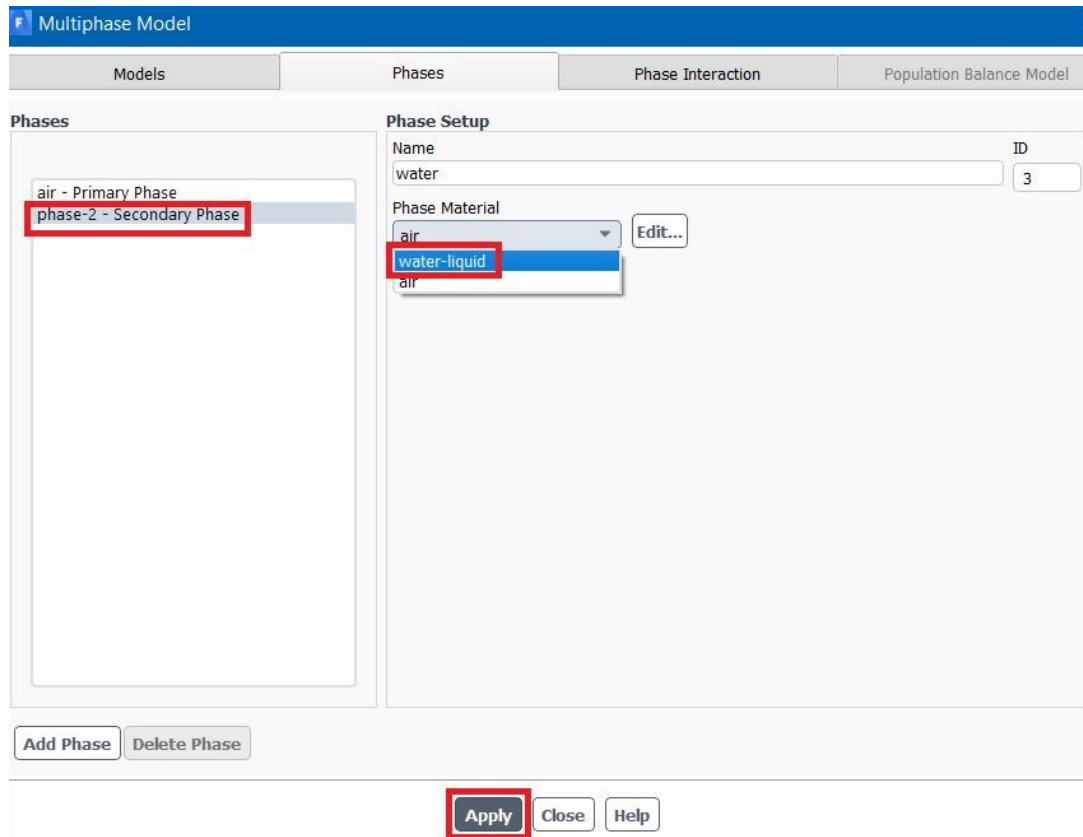 F Multiphase Model
Models Phases Phase Interaction Population Balance Model
Phases
air - Primary Phase
phase-2 - Secondary Phase
Phase Setup
Name ID
water 3
Phase Material
air Edit...
water-liquid
air
Add Phase Delete Phase
Apply Close Help